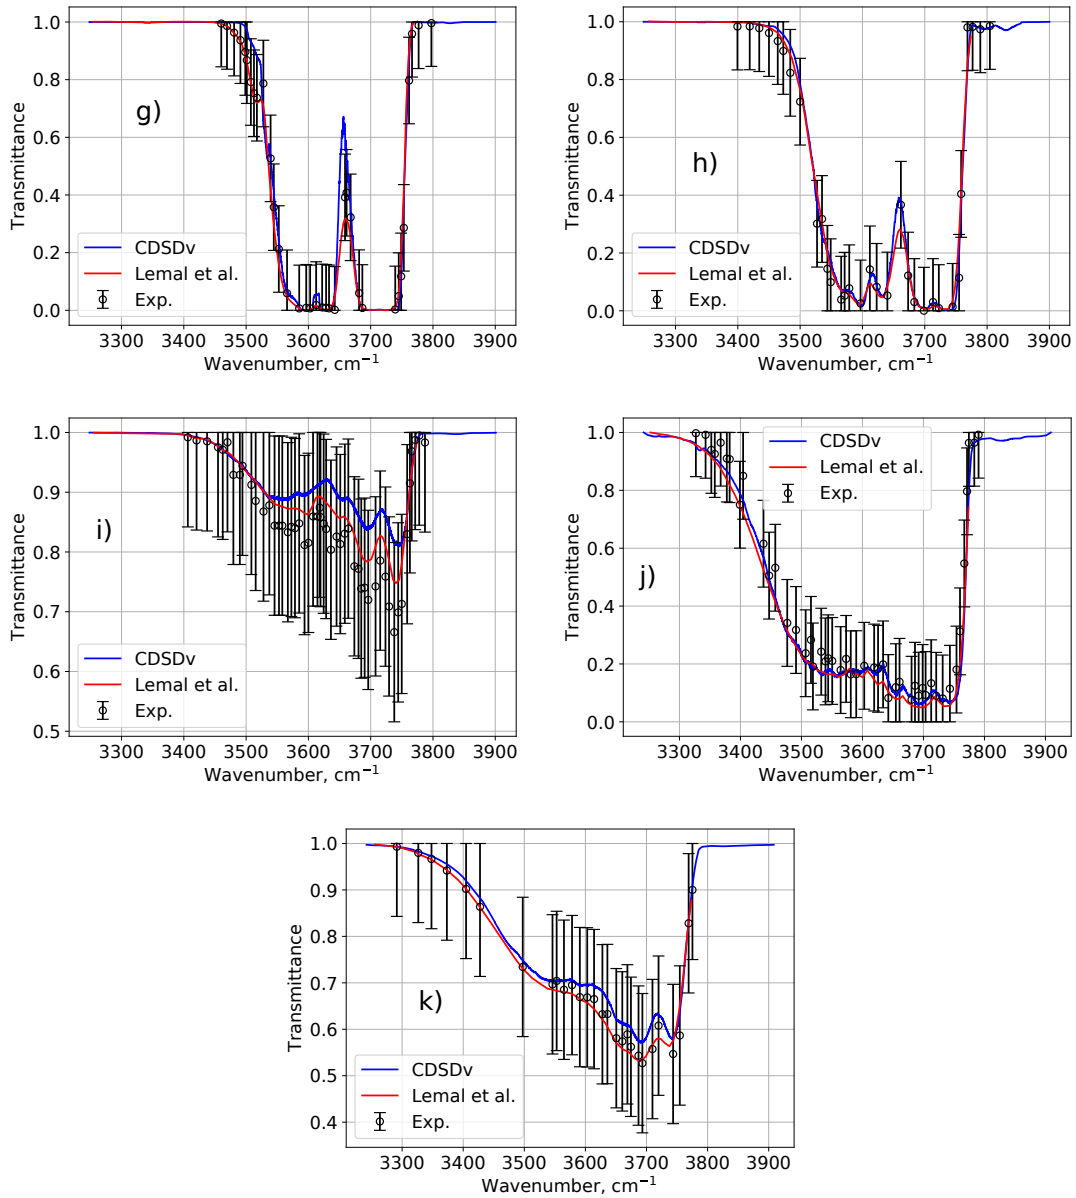 1.0
0.8
0.6
0.4
0.2
0.0
Transmittance
g)
CDSDv
Lemal et al.
Exp.
3300 3400 3500 3600 3700 3800 3900
Wavenumber, cm⁻¹
1.0
0.8
0.6
0.4
0.2
0.0
Transmittance
h)
CDSDv
Lemal et al.
Exp.
3300 3400 3500 3600 3700 3800 3900
Wavenumber, cm⁻¹
1.0
0.9
0.8
0.7
0.6
0.5
Transmittance
i)
CDSDv
Lemal et al.
Exp.
3300 3400 3500 3600 3700 3800 3900
Wavenumber, cm⁻¹
1.0
0.8
0.6
0.4
0.2
0.0
Transmittance
j)
CDSDv
Lemal et al.
Exp.
3300 3400 3500 3600 3700 3800 3900
Wavenumber, cm⁻¹
1.0
0.9
0.8
0.7
0.6
0.5
0.4
Transmittance
k)
CDSDv
Lemal et al.
Exp.
3300 3400 3500 3600 3700 3800 3900
Wavenumber, cm⁻¹